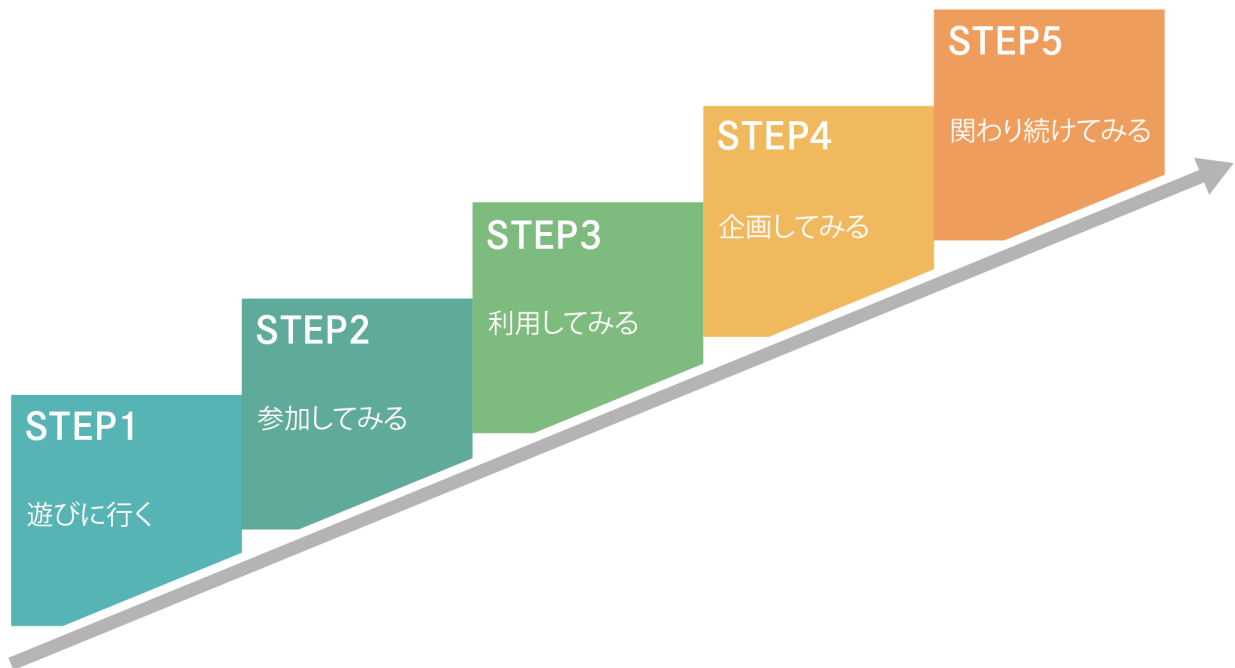 STEP1
遊びに行く
STEP2
参加してみる
STEP3
利用してみる
STEP4
企画してみる
STEP5
関わり続けてみる